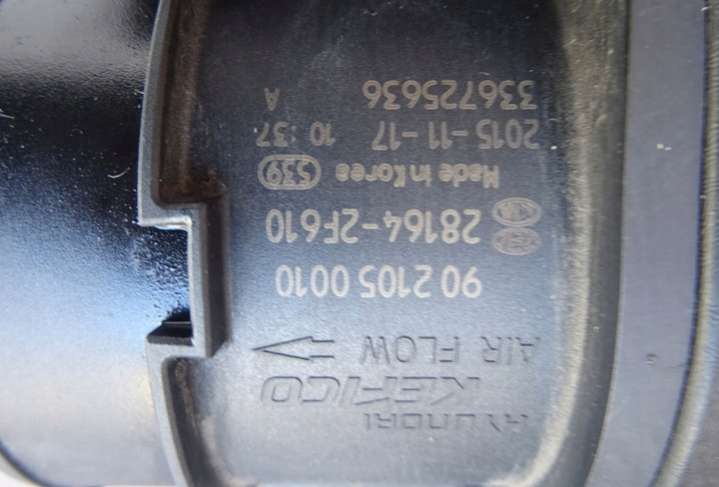 HYUNDAI
KEFICO
AIR FLOW
90 2105 0010
28164-2F610
Made in Korea 539
2015-11-17 10:37
336725636 A